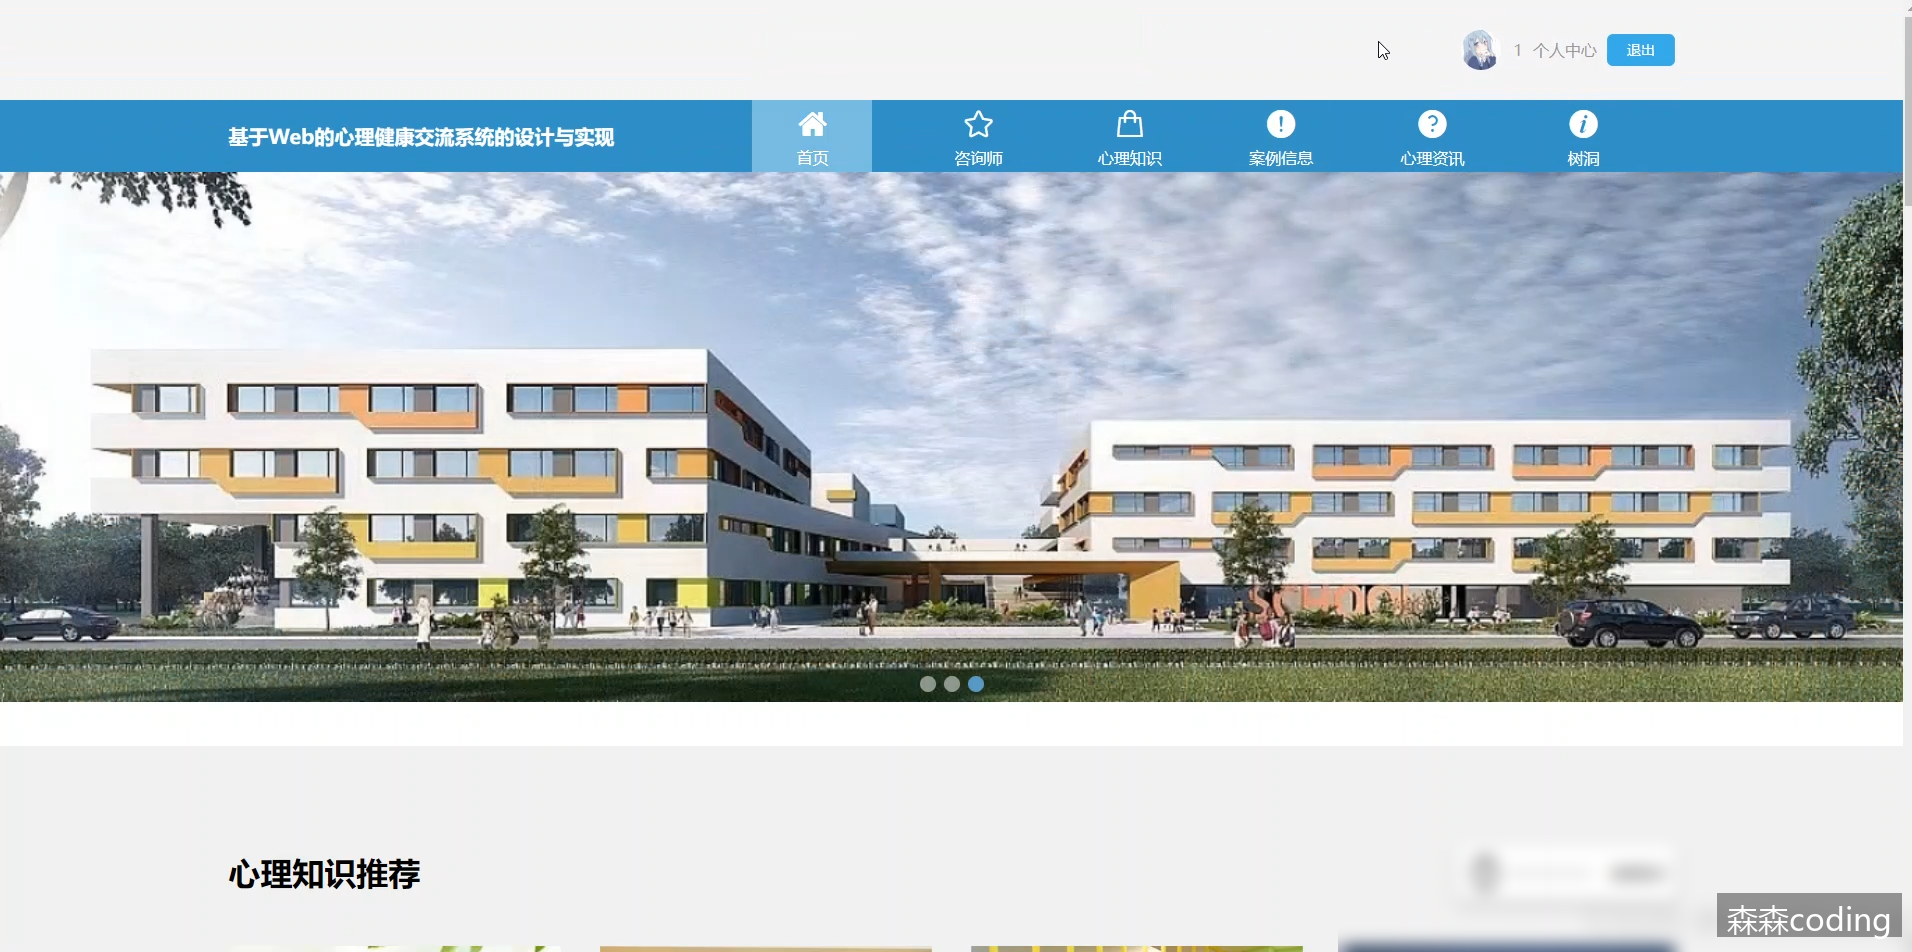 1 个人中心 退出
基于Web的心理健康交流系统的设计与实现
首页 咨询师 心理知识 案例信息 心理资讯 树洞
SCHOOL
心理知识推荐
森森coding